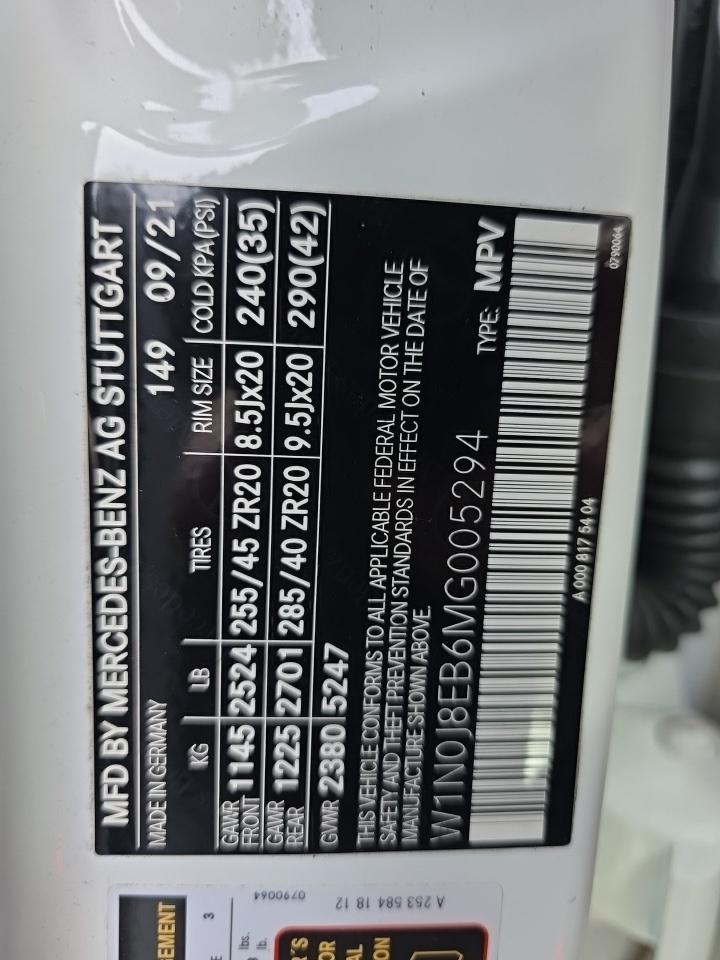 MFD BY MERCEDES-BENZ AG STUTTGART
MADE IN GERMANY 149 09/21
KG LB TIRES RIM SIZE COLD KPA(PSI)
GAWR FRONT 1145 2524 255/45 ZR20 8.5Jx20 240(35)
GAWR REAR 1225 2701 285/40 ZR20 9.5Jx20 290(42)
GVWR 2380 5247
THIS VEHICLE CONFORMS TO ALL APPLICABLE FEDERAL MOTOR VEHICLE
SAFETY AND THEFT PREVENTION STANDARDS IN EFFECT ON THE DATE OF
MANUFACTURE SHOWN ABOVE.
W1N0J8EB6MG005294 TYPE: MPV
A 000 817 54 04 0790064
A 253 584 18 12 0790064
EMENT
3
lbs.
lb.